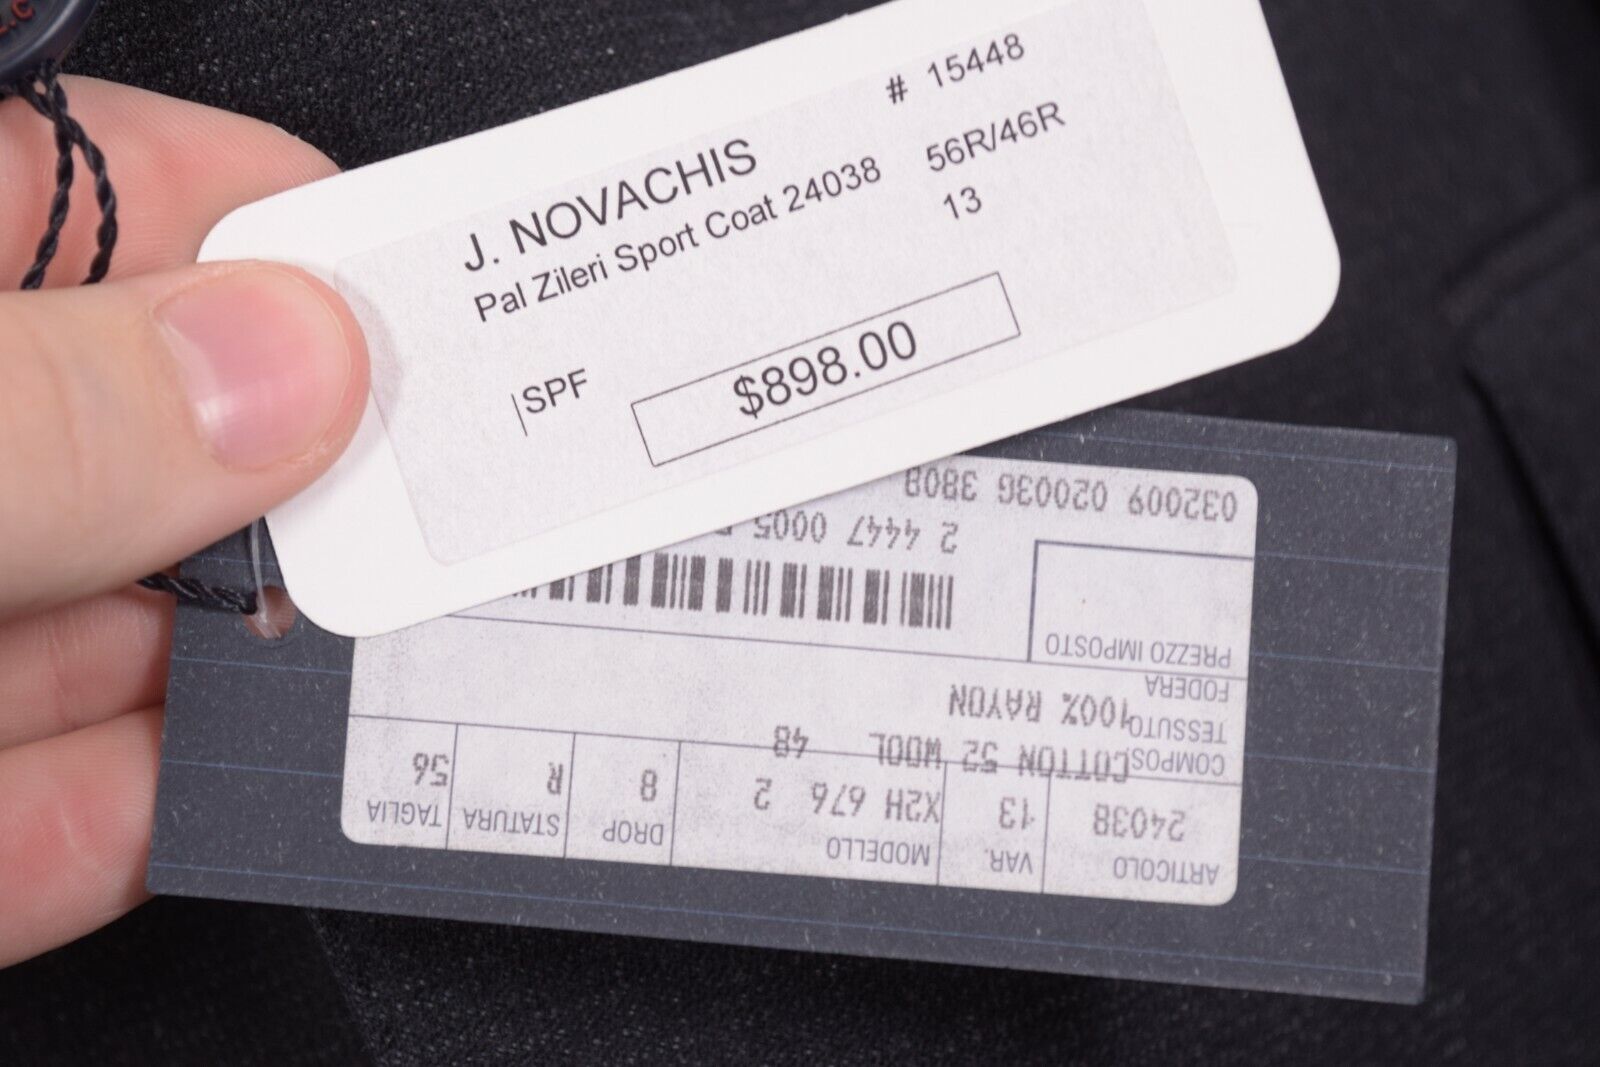 J. NOVACHIS # 15448
Pal Zileri Sport Coat 24038 56R/46R
13
SPF $898.00
ARTICOLO VAR. MODELLO DROP STATURA TAGLIA
24038 13 X2H 676 2 8 R 56
COMPOS. COTTON 52 WOOL 48
TESSUTO
FODERA 100% RAYON
PREZZO IMPOSTO
2 4447 0005
032009 020036 3808